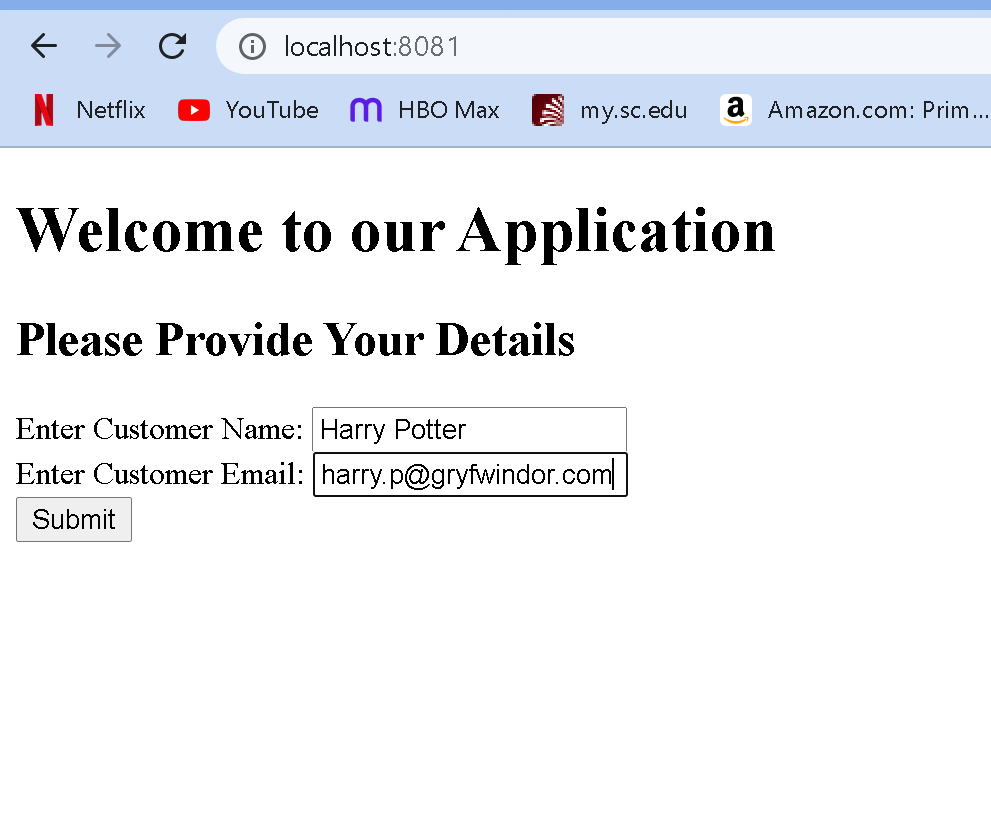 localhost:8081
Netflix YouTube HBO Max my.sc.edu Amazon.com: Prim...
Welcome to our Application
Please Provide Your Details
Enter Customer Name: Harry Potter
Enter Customer Email: harry.p@gryfwindor.com
Submit